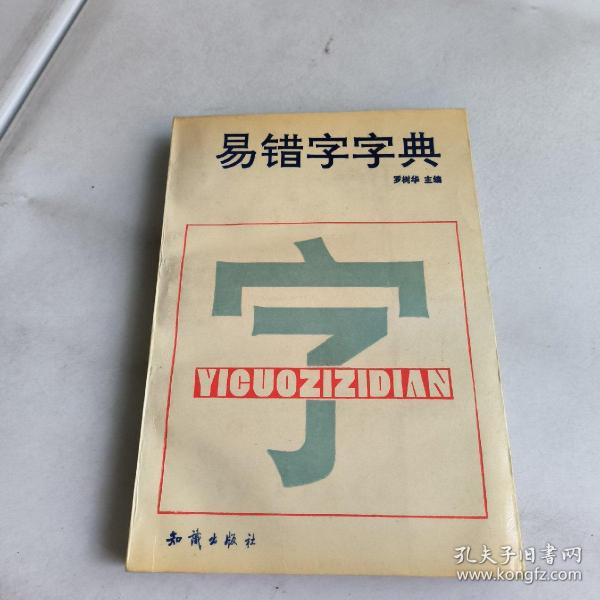 易错字字典
罗树华 主编
字
YICUOZIZIDIAN
知识出版社
孔夫子旧书网
www.kongfz.com